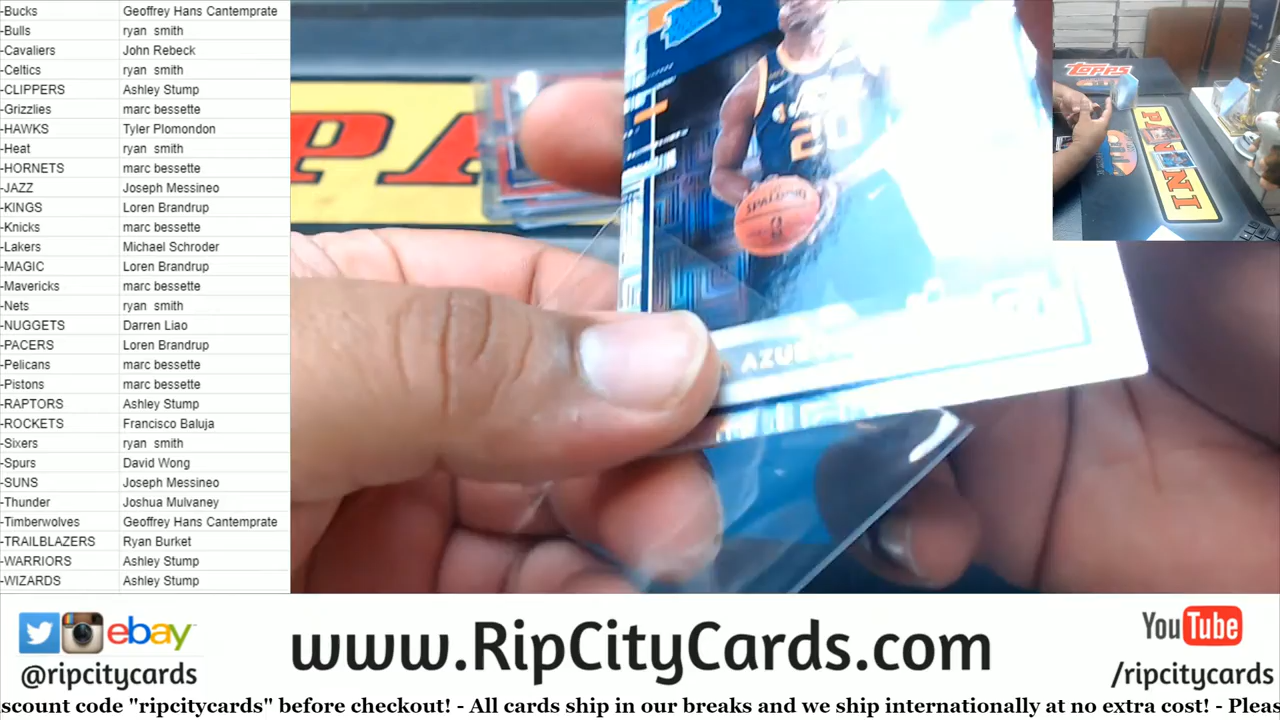 -Bucks Geoffrey Hans Cantemprate
-Bulls ryan smith
-Cavaliers John Rebeck
-Celtics ryan smith
-CLIPPERS Ashley Stump
-Grizzlies marc bessette
-HAWKS Tyler Plomondon
-Heat ryan smith
-HORNETS marc bessette
-JAZZ Joseph Messineo
-KINGS Loren Brandrup
-Knicks marc bessette
-Lakers Michael Schroder
-MAGIC Loren Brandrup
-Mavericks marc bessette
-Nets ryan smith
-NUGGETS Darren Liao
-PACERS Loren Brandrup
-Pelicans marc bessette
-Pistons marc bessette
-RAPTORS Ashley Stump
-ROCKETS Francisco Baluja
-Sixers ryan smith
-Spurs David Wong
-SUNS Joseph Messineo
-Thunder Joshua Mulvaney
-Timberwolves Geoffrey Hans Cantemprate
-TRAILBLAZERS Ryan Burket
-WARRIORS Ashley Stump
-WIZARDS Ashley Stump
PA
20
SPALDING
Topps
PANINI
ebay
@ripcitycards
www.RipCityCards.com
YouTube
/ripcitycards
scount code "ripcitycards" before checkout! - All cards ship in our breaks and we ship internationally at no extra cost! - Pleas